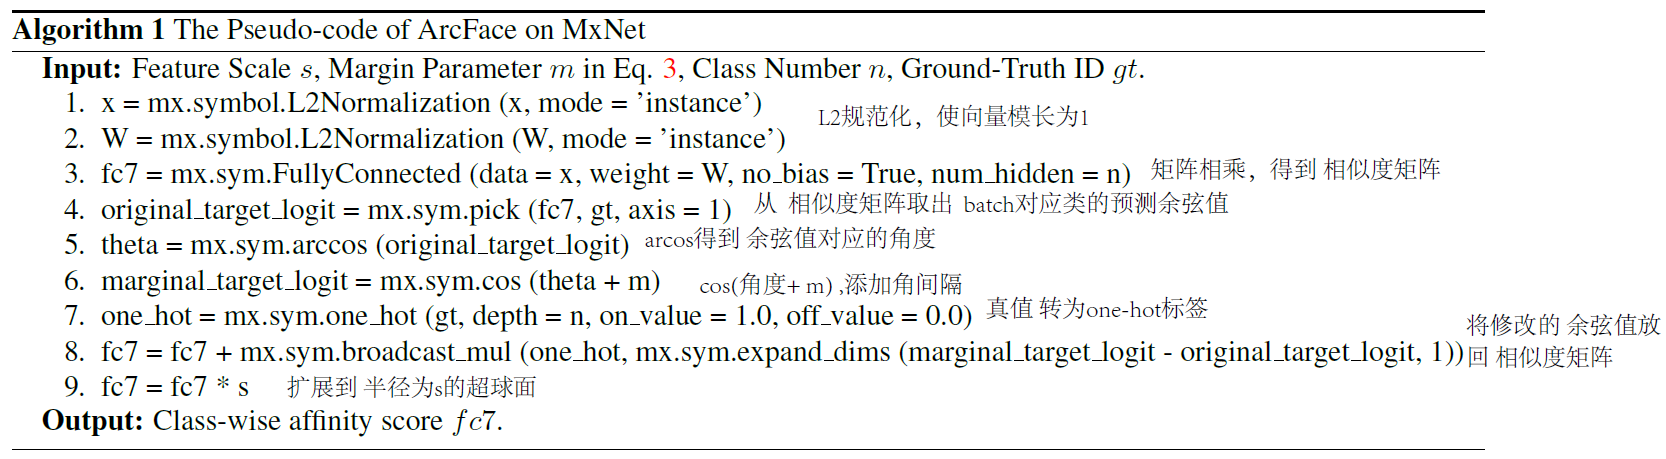 Algorithm 1 The Pseudo-code of ArcFace on MxNet
Input: Feature Scale s, Margin Parameter m in Eq. 3, Class Number n, Ground-Truth ID gt.
1. x = mx.symbol.L2Normalization (x, mode = ’instance’)
L2规范化，使向量模长为1
2. W = mx.symbol.L2Normalization (W, mode = ’instance’)
3. fc7 = mx.sym.FullyConnected (data = x, weight = W, no_bias = True, num_hidden = n) 矩阵相乘，得到 相似度矩阵
4. original_target_logit = mx.sym.pick (fc7, gt, axis = 1) 从 相似度矩阵取出 batch对应类的预测余弦值
5. theta = mx.sym.arccos (original_target_logit) arcos得到 余弦值对应的角度
6. marginal_target_logit = mx.sym.cos (theta + m) cos(角度+ m) ,添加角间隔
7. one_hot = mx.sym.one_hot (gt, depth = n, on_value = 1.0, off_value = 0.0) 真值 转为one-hot标签
8. fc7 = fc7 + mx.sym.broadcast_mul (one_hot, mx.sym.expand_dims (marginal_target_logit - original_target_logit, 1))
将修改的 余弦值放
回 相似度矩阵
9. fc7 = fc7 * s 扩展到 半径为s的超球面
Output: Class-wise affinity score fc7.